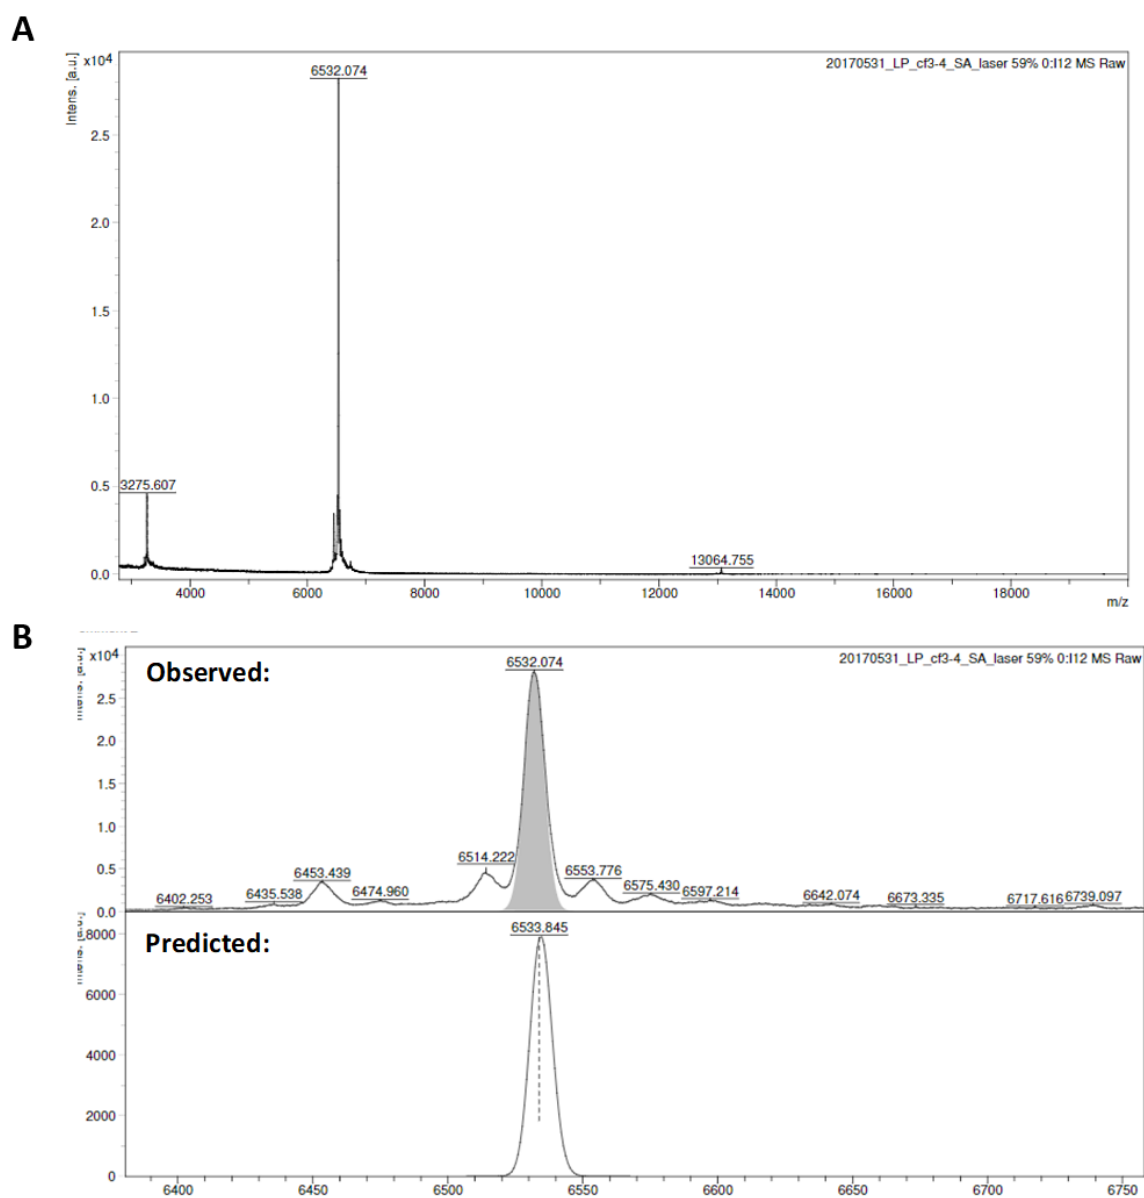 A
x10⁴
Intens. [a.u.]
20170531_LP_cf3-4_SA_laser 59% 0:I12 MS Raw
6532.074
2.5
2.0
1.5
1.0
0.5
0.0
3275.607
13064.755
4000 6000 8000 10000 12000 14000 16000 18000
m/z
B
x10⁴
Observed:
20170531_LP_cf3-4_SA_laser 59% 0:I12 MS Raw
6532.074
2.5
2.0
1.5
1.0
0.5
0.0
6402.253 6435.538 6453.439 6474.960 6514.222 6553.776 6575.430 6597.214 6642.074 6673.335 6717.616 6739.097
Predicted:
6533.845
8000
6000
4000
2000
0
6400 6450 6500 6550 6600 6650 6700 6750